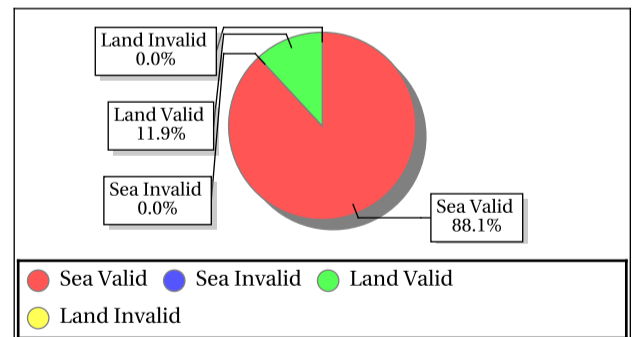 Land Invalid
0.0%
Land Valid
11.9%
Sea Invalid
0.0%
Sea Valid
88.1%
Sea Valid Sea Invalid Land Valid
Land Invalid